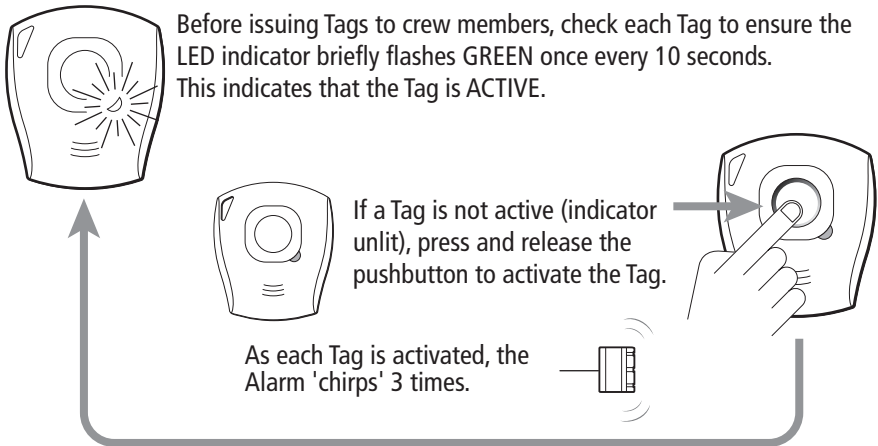 Before issuing Tags to crew members, check each Tag to ensure the
LED indicator briefly flashes GREEN once every 10 seconds.
This indicates that the Tag is ACTIVE.
If a Tag is not active (indicator
unlit), press and release the
pushbutton to activate the Tag.
As each Tag is activated, the
Alarm 'chirps' 3 times.